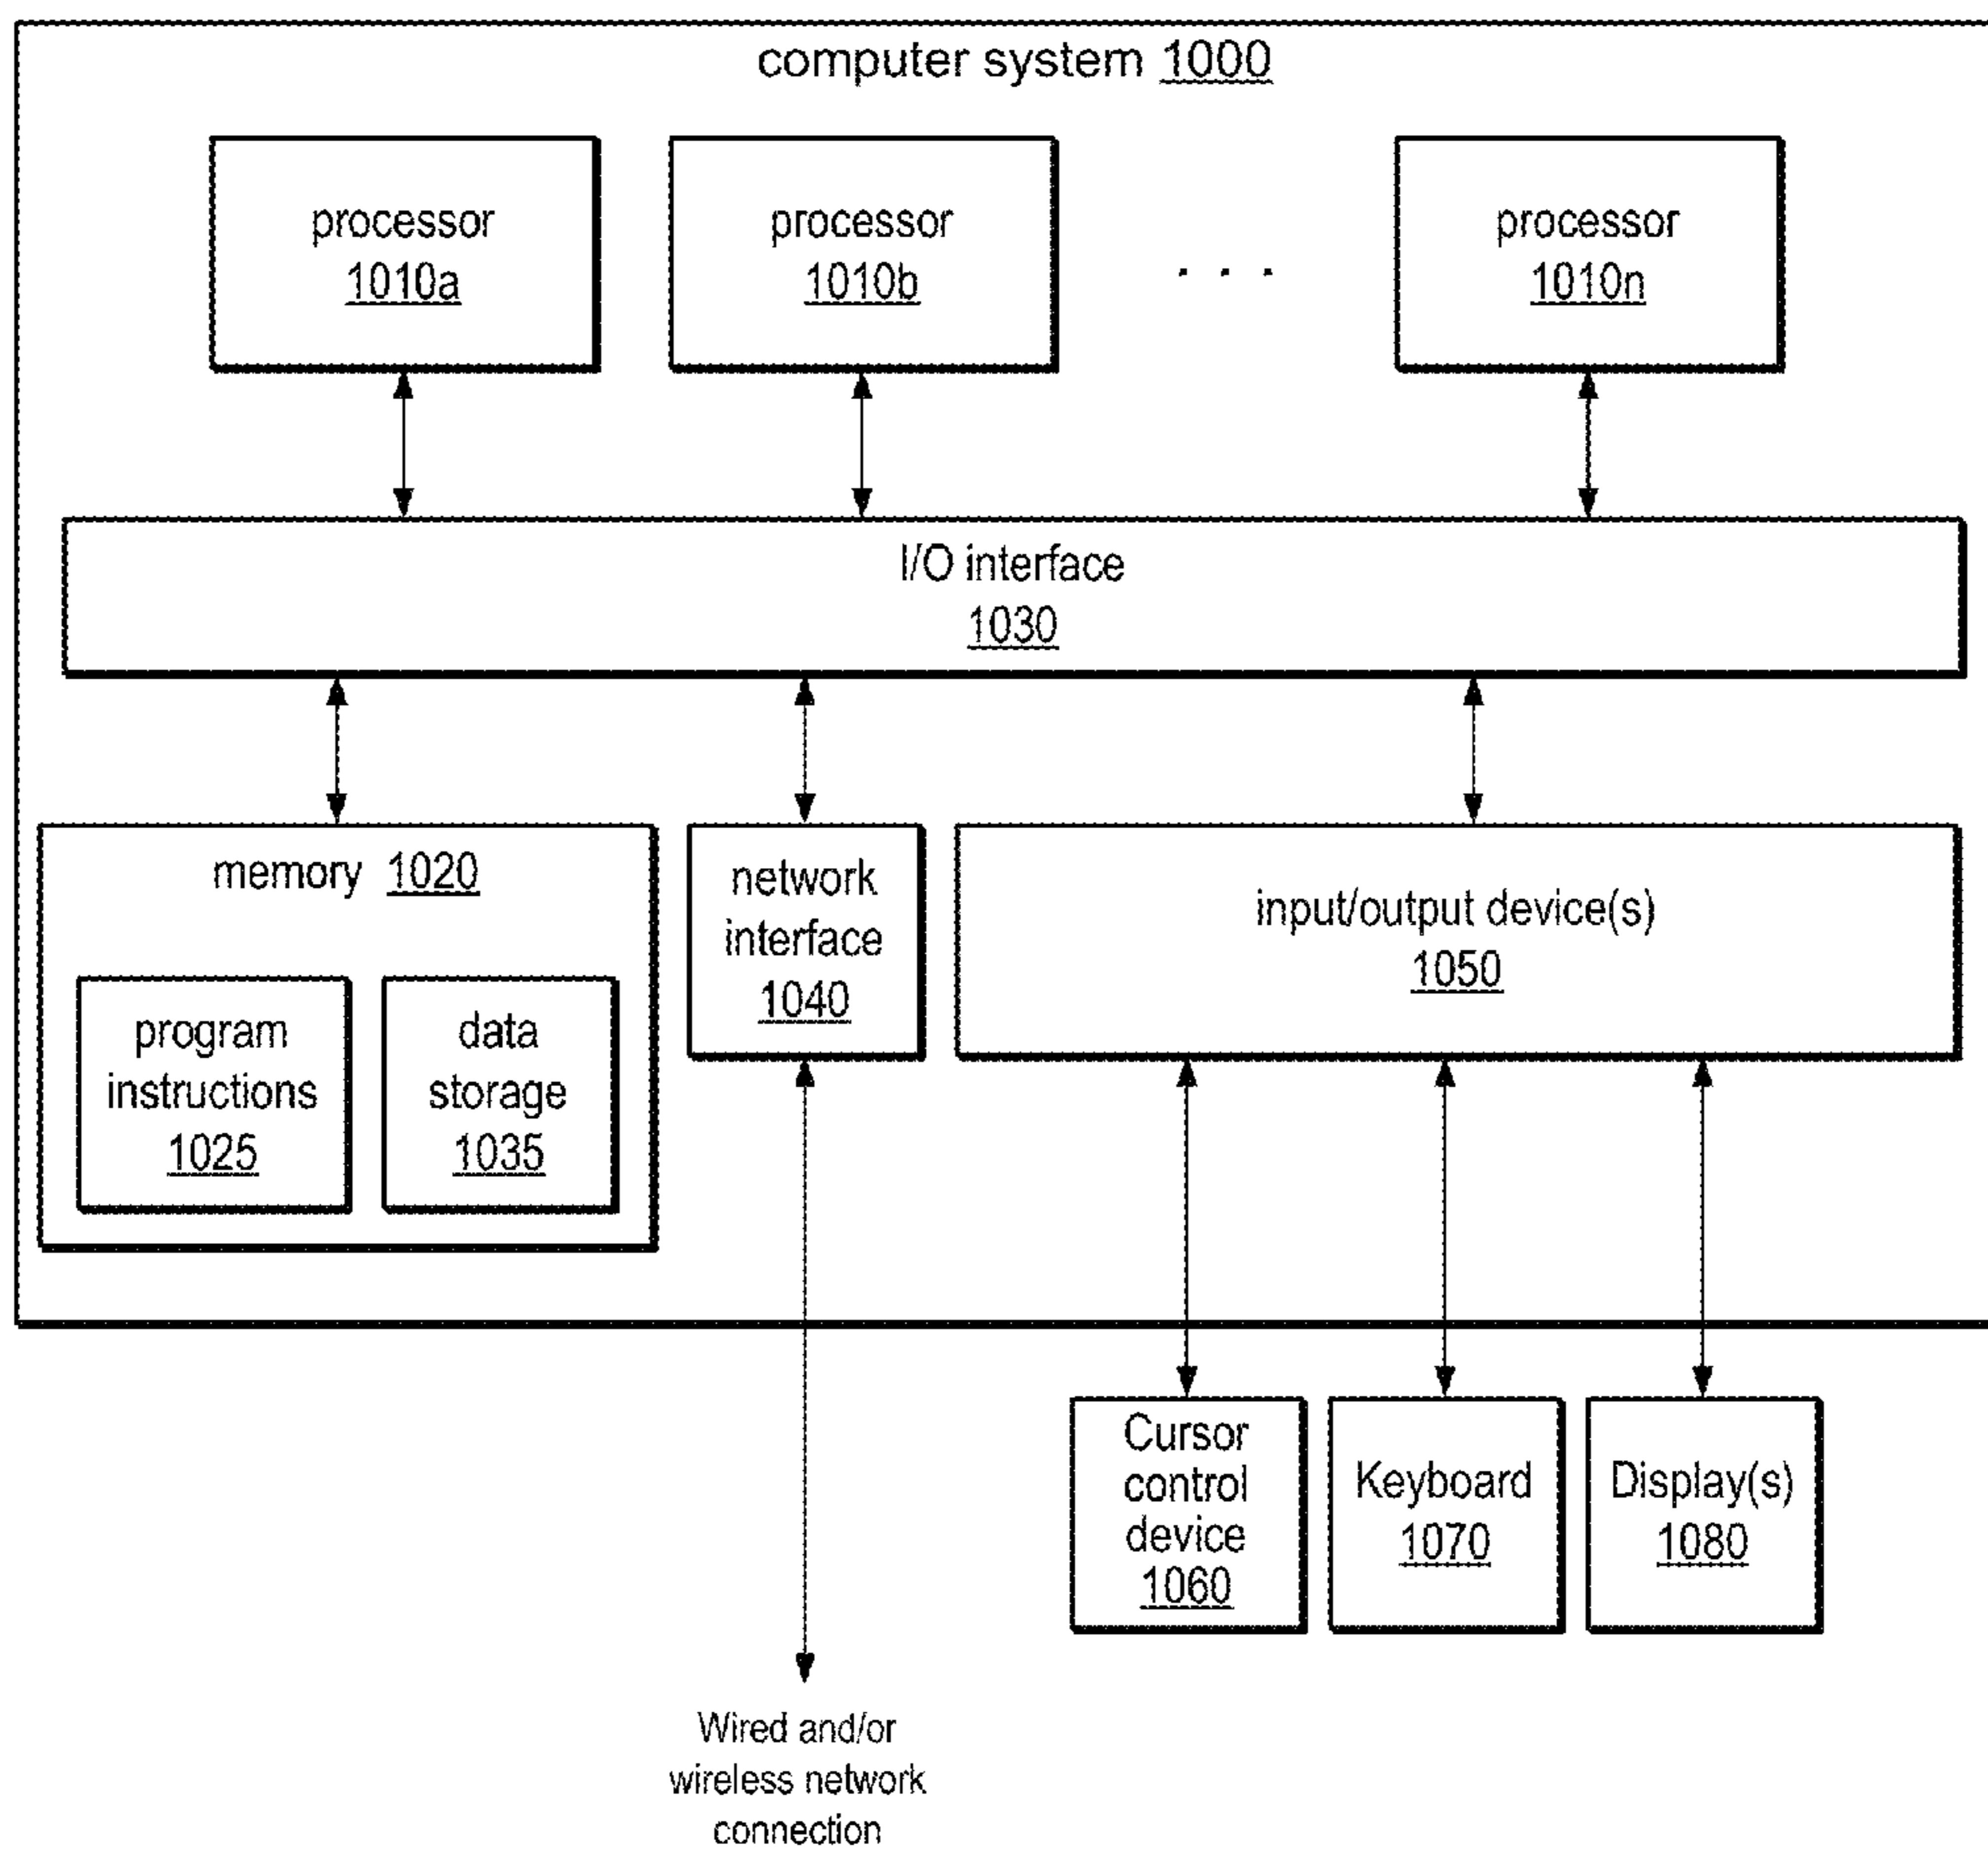 computer system 1000
processor
1010a
processor
1010b
. . .
processor
1010n
I/O interface
1030
memory 1020
program
instructions
1025
data
storage
1035
network
interface
1040
input/output device(s)
1050
Cursor
control
device
1060
Keyboard
1070
Display(s)
1080
Wired and/or
wireless network
connection